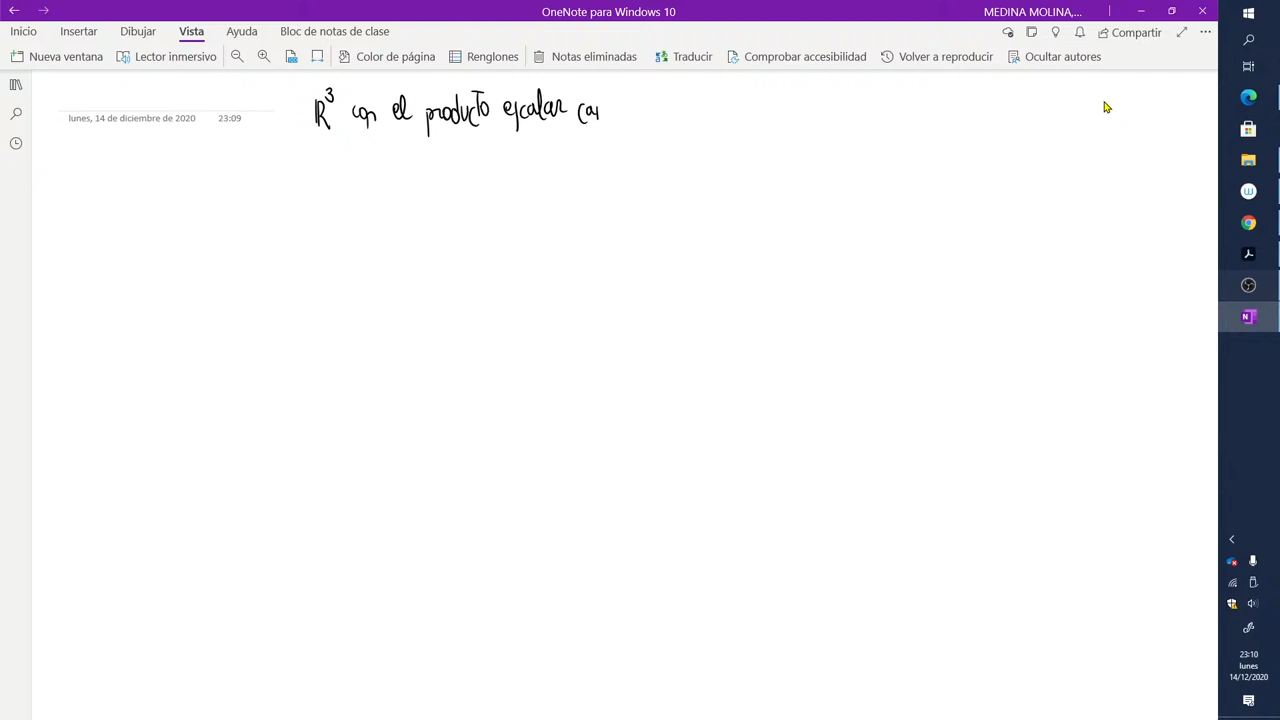 OneNote para Windows 10
MEDINA MOLINA,...
Inicio Insertar Dibujar Vista Ayuda Bloc de notas de clase
Compartir
Nueva ventana Lector inmersivo Color de página Renglones Notas eliminadas Traducir Comprobar accesibilidad Volver a reproducir Ocultar autores
lunes, 14 de diciembre de 2020 23:09
R³ con el producto escalar can
23:10
lunes
14/12/2020